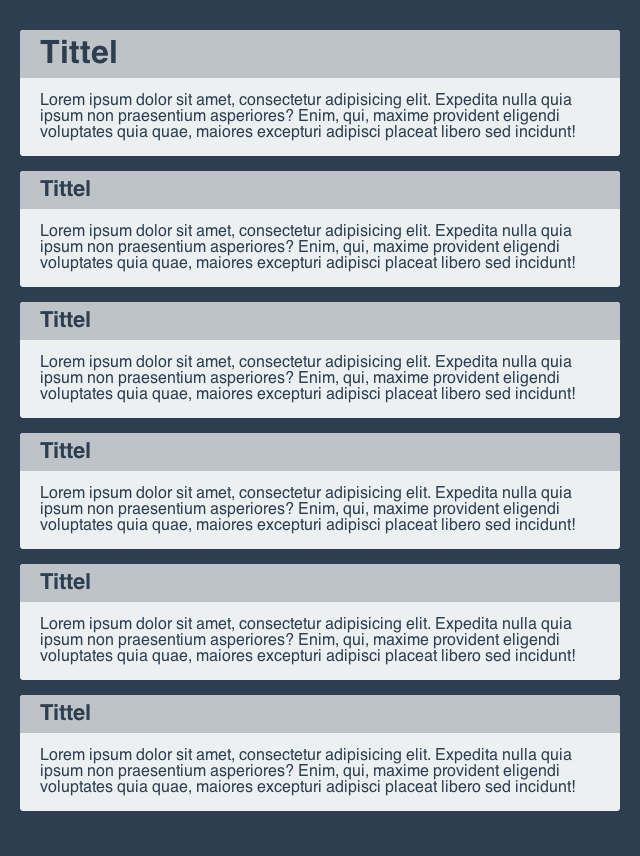 Tittel
Lorem ipsum dolor sit amet, consectetur adipisicing elit. Expedita nulla quia
ipsum non praesentium asperiores? Enim, qui, maxime provident eligendi
voluptates quia quae, maiores excepturi adipisci placeat libero sed incidunt!
Tittel
Lorem ipsum dolor sit amet, consectetur adipisicing elit. Expedita nulla quia
ipsum non praesentium asperiores? Enim, qui, maxime provident eligendi
voluptates quia quae, maiores excepturi adipisci placeat libero sed incidunt!
Tittel
Lorem ipsum dolor sit amet, consectetur adipisicing elit. Expedita nulla quia
ipsum non praesentium asperiores? Enim, qui, maxime provident eligendi
voluptates quia quae, maiores excepturi adipisci placeat libero sed incidunt!
Tittel
Lorem ipsum dolor sit amet, consectetur adipisicing elit. Expedita nulla quia
ipsum non praesentium asperiores? Enim, qui, maxime provident eligendi
voluptates quia quae, maiores excepturi adipisci placeat libero sed incidunt!
Tittel
Lorem ipsum dolor sit amet, consectetur adipisicing elit. Expedita nulla quia
ipsum non praesentium asperiores? Enim, qui, maxime provident eligendi
voluptates quia quae, maiores excepturi adipisci placeat libero sed incidunt!
Tittel
Lorem ipsum dolor sit amet, consectetur adipisicing elit. Expedita nulla quia
ipsum non praesentium asperiores? Enim, qui, maxime provident eligendi
voluptates quia quae, maiores excepturi adipisci placeat libero sed incidunt!